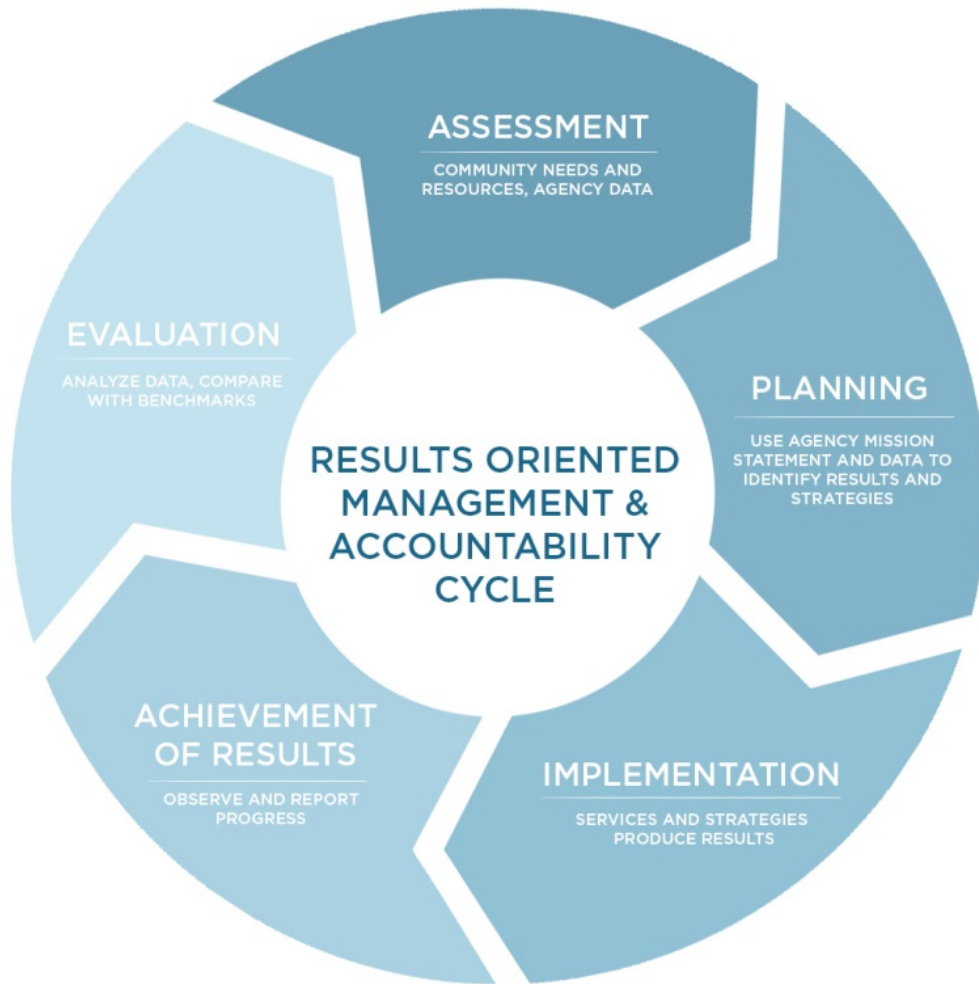 ASSESSMENT
COMMUNITY NEEDS AND
RESOURCES, AGENCY DATA
PLANNING
USE AGENCY MISSION
STATEMENT AND DATA TO
IDENTIFY RESULTS AND
STRATEGIES
IMPLEMENTATION
SERVICES AND STRATEGIES
PRODUCE RESULTS
ACHIEVEMENT
OF RESULTS
OBSERVE AND REPORT
PROGRESS
EVALUATION
ANALYZE DATA, COMPARE
WITH BENCHMARKS
RESULTS ORIENTED
MANAGEMENT &
ACCOUNTABILITY
CYCLE